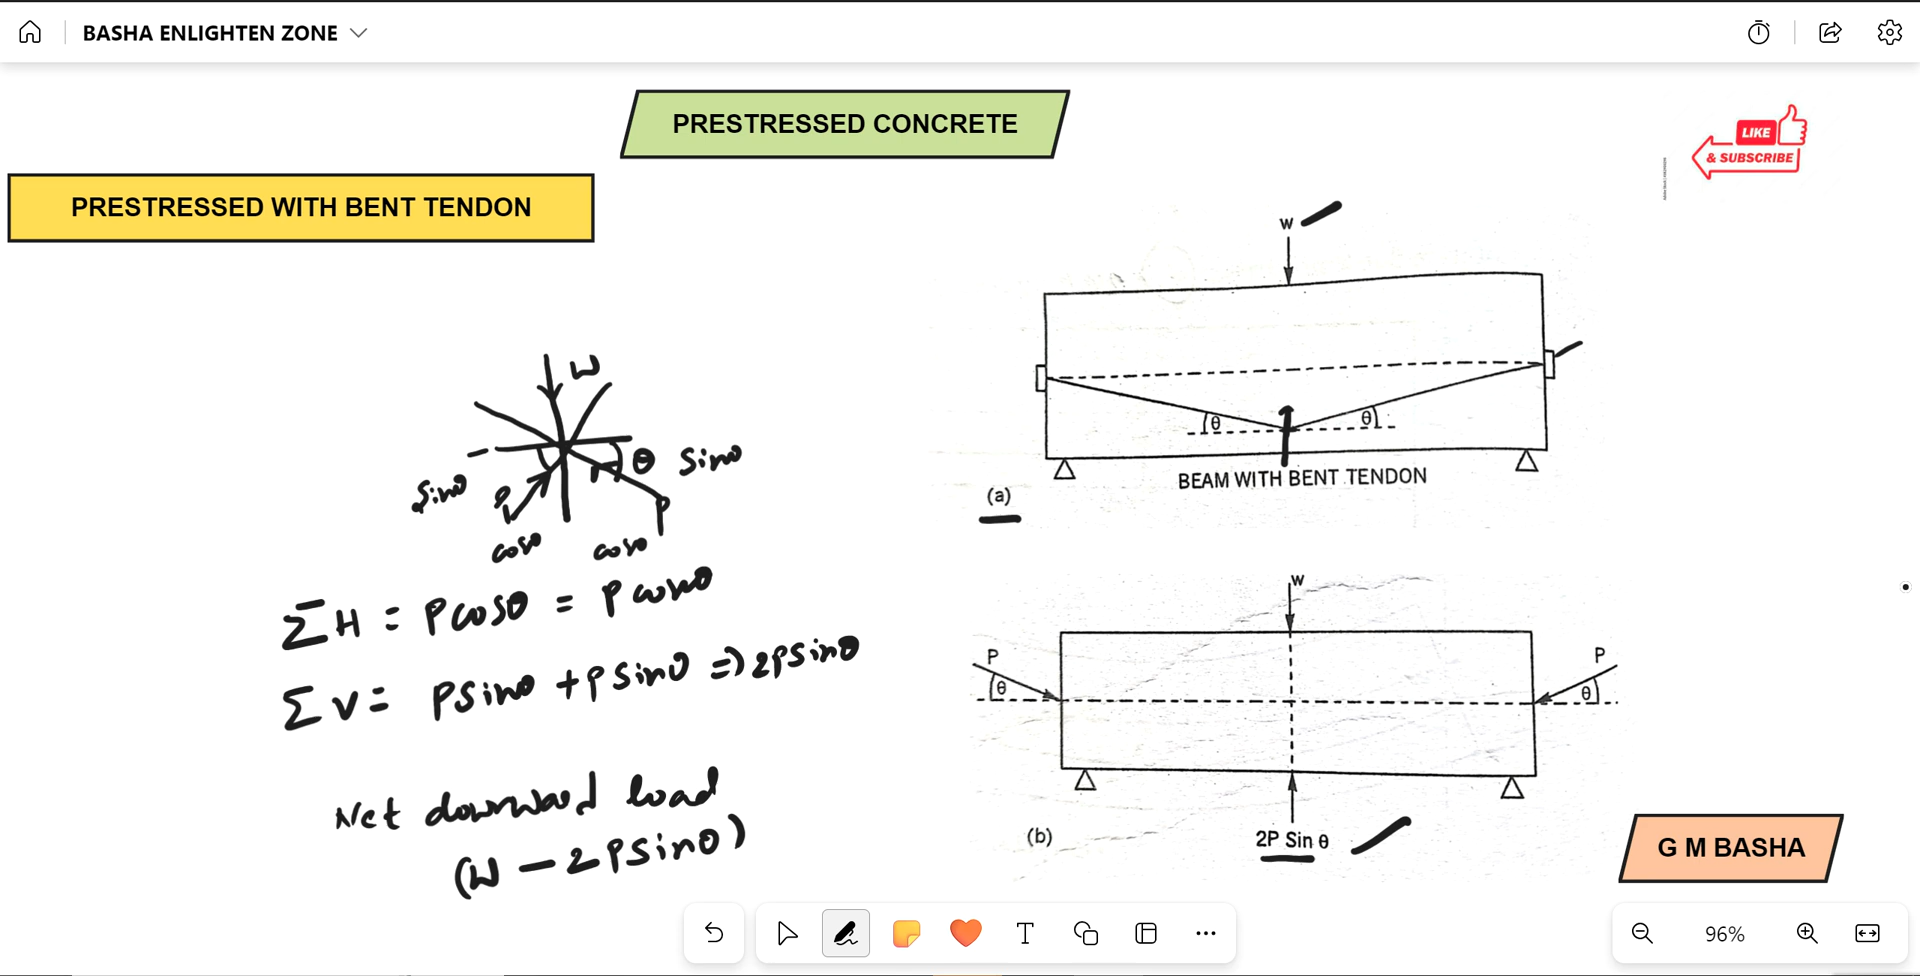 BASHA ENLIGHTEN ZONE
PRESTRESSED CONCRETE
LIKE
& SUBSCRIBE
PRESTRESSED WITH BENT TENDON
W
θ θ
BEAM WITH BENT TENDON
(a)
W
θ sinθ
sinθ P
P
cosθ cosθ
ΣH = Pcosθ = Pcosθ
ΣV = Psinθ + Psinθ => 2Psinθ
Net downward load
(W - 2Psinθ)
W
P P
θ θ
(b)
2P Sin θ
G M BASHA
T
96%